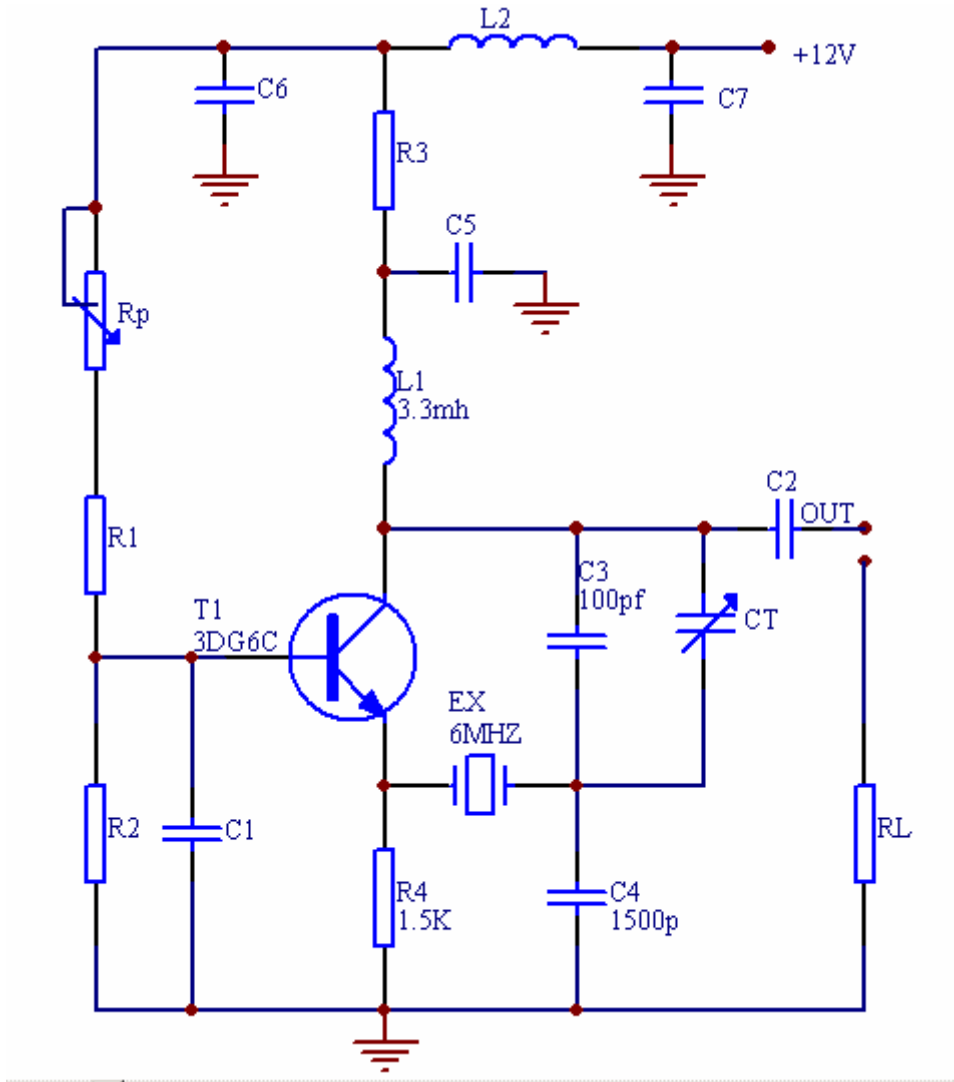 L2
+12V
C6
C7
R3
C5
Rp
L1
3.3mh
C2
OUT
R1
C3
100pf
T1
3DG6C
CT
EX
6MHZ
R2
C1
RL
R4
1.5K
C4
1500p